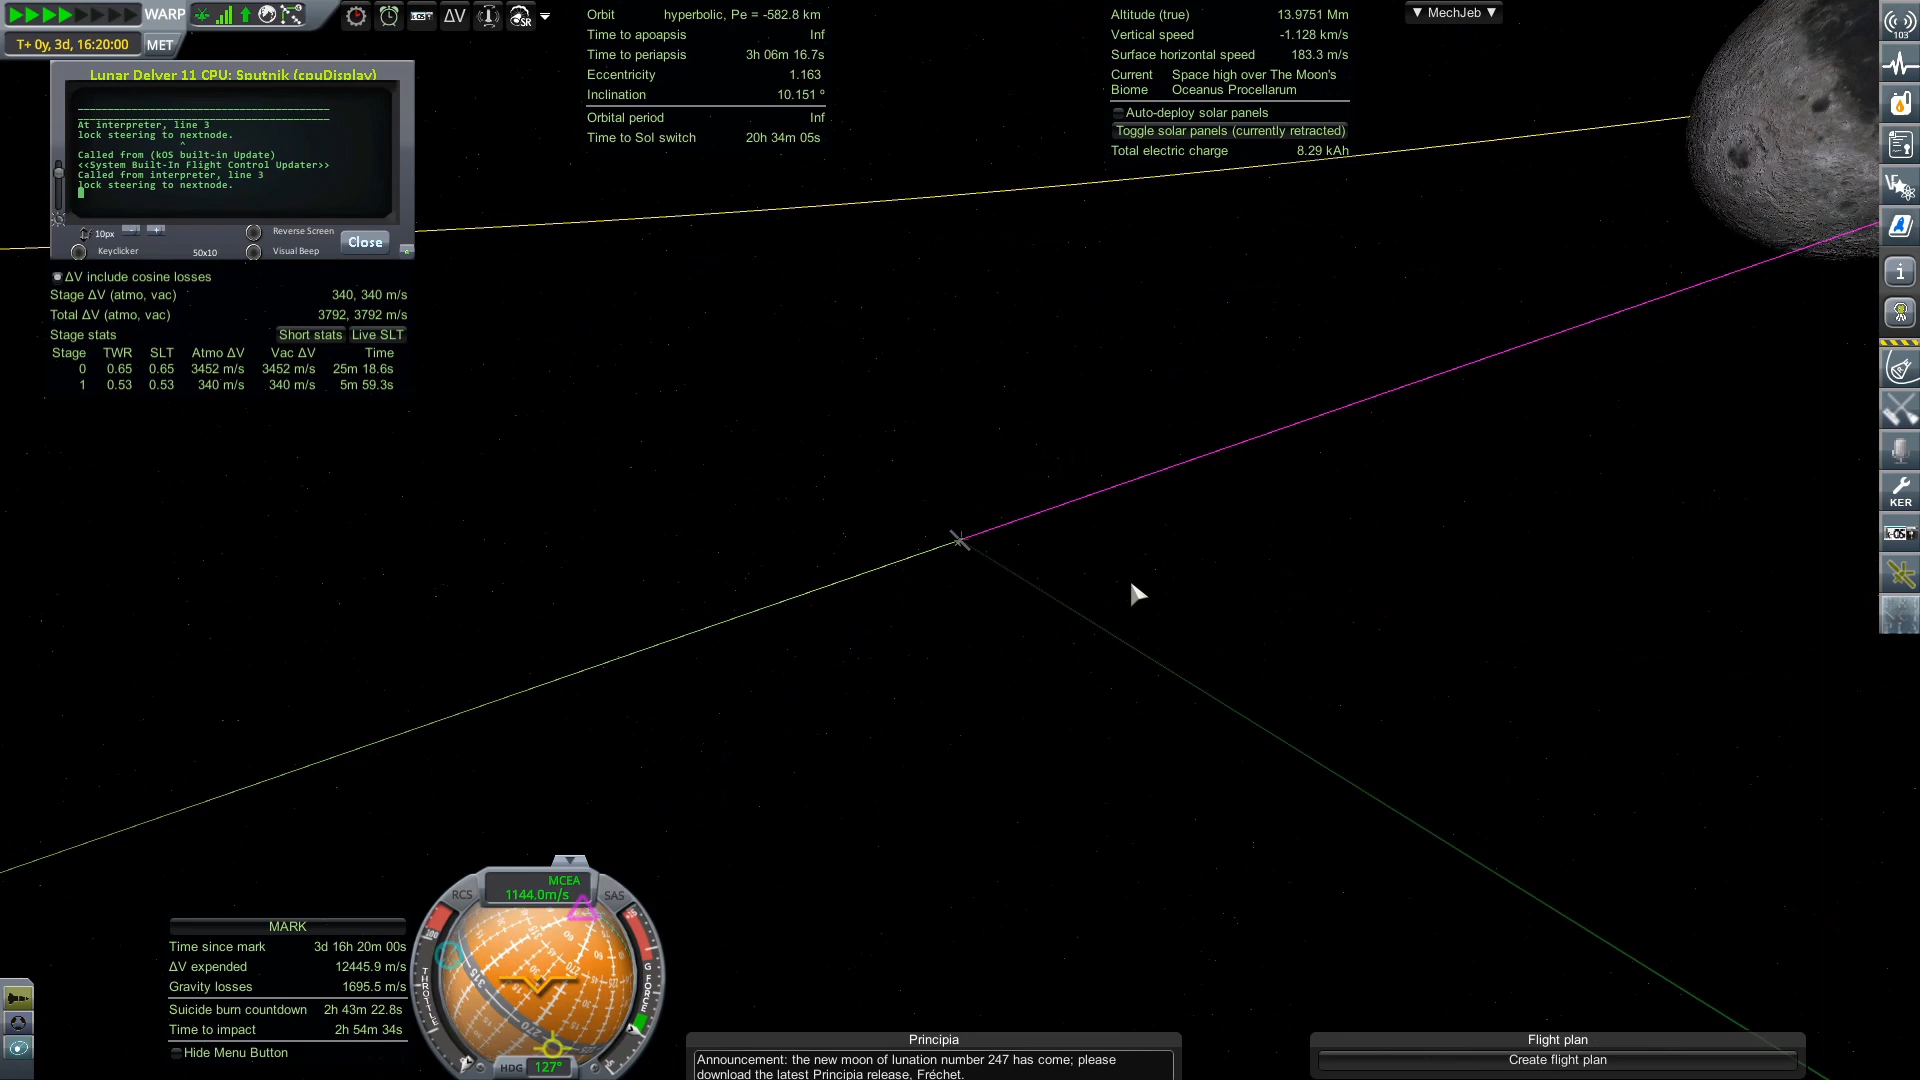 WARP
T+ 0y, 3d, 16:20:00 MET
kOS ΔV SR
Lunar Delver 11 CPU: Sputnik (cpuDisplay)
At interpreter, line 3
lock steering to nextnode.
^
Called from (kOS built-in Update)
<<System Built-In Flight Control Updater>>
Called from interpreter, line 3
lock steering to nextnode.
10px - + Reverse Screen Close
Keyclicker 50x10 Visual Beep
ΔV include cosine losses
Stage ΔV (atmo, vac) 340, 340 m/s
Total ΔV (atmo, vac) 3792, 3792 m/s
Stage stats Short stats Live SLT
Stage TWR SLT Atmo ΔV Vac ΔV Time
0 0.65 0.65 3452 m/s 3452 m/s 25m 18.6s
1 0.53 0.53 340 m/s 340 m/s 5m 59.3s
Orbit hyperbolic, Pe = -582.8 km
Time to apoapsis Inf
Time to periapsis 3h 06m 16.7s
Eccentricity 1.163
Inclination 10.151 º
Orbital period Inf
Time to Sol switch 20h 34m 05s
Altitude (true) 13.9751 Mm
Vertical speed -1.128 km/s
Surface horizontal speed 183.3 m/s
Current Space high over The Moon's
Biome Oceanus Procellarum
Auto-deploy solar panels
Toggle solar panels (currently retracted)
Total electric charge 8.29 kAh
▼ MechJeb ▼
103
i
KER
kOS
MARK
Time since mark 3d 16h 20m 00s
ΔV expended 12445.9 m/s
Gravity losses 1695.5 m/s
Suicide burn countdown 2h 43m 22.8s
Time to impact 2h 54m 34s
Hide Menu Button
RCS MCEA SAS
1144.0m/s
THROTTLE
G FORCE
HDG 127°
Principia
Announcement: the new moon of lunation number 247 has come; please
download the latest Principia release, Fréchet.
Flight plan
Create flight plan